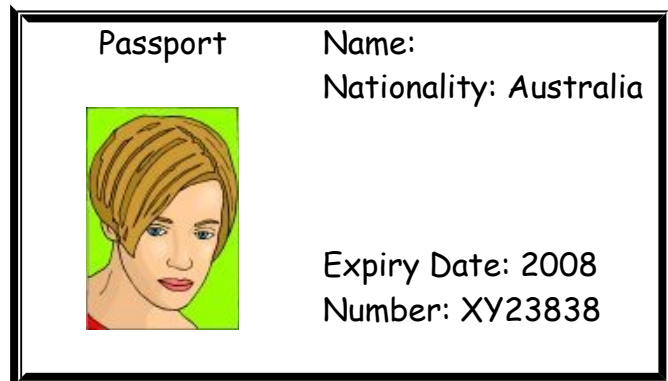 Passport
Name:
Nationality: Australia
Expiry Date: 2008
Number: XY23838